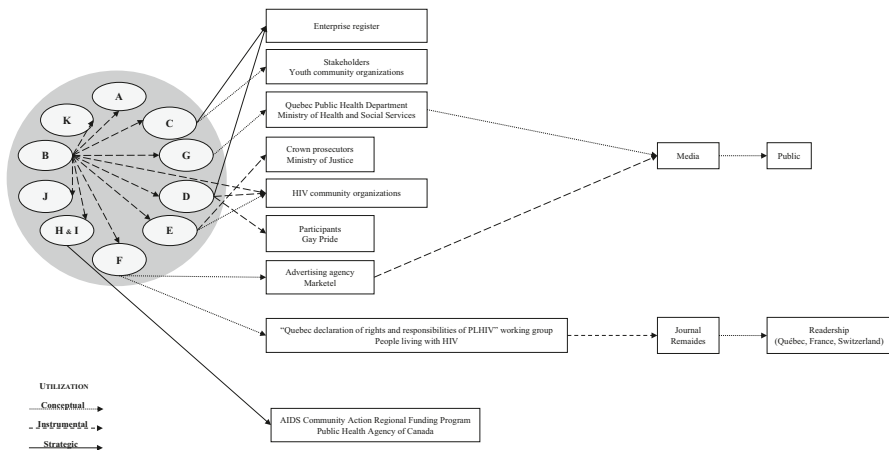 Enterprise register
Stakeholders
Youth community organizations
Quebec Public Health Department
Ministry of Health and Social Services
Crown prosecutors
Ministry of Justice
HIV community organizations
Participants
Gay Pride
Advertising agency
Marketel
"Quebec declaration of rights and responsibilities of PLHIV" working group
People living with HIV
AIDS Community Action Regional Funding Program
Public Health Agency of Canada
A
K
C
B
G
J
D
H & I
E
F
Media
Public
Journal
Remaides
Readership
(Québec, France, Switzerland)
UTILIZATION
Conceptual
Instrumental
Strategic